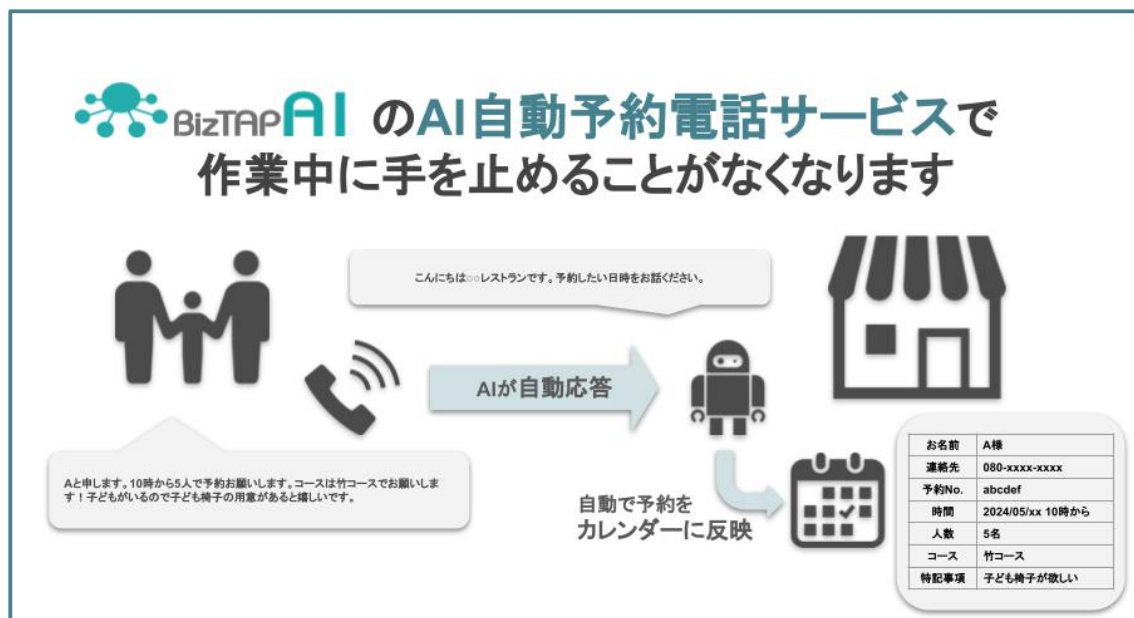 BizTAP AI のAI自動予約電話サービスで
作業中に手を止めることがなくなります
こんにちは○○レストランです。予約したい日時をお話ください。
AIが自動応答
Aと申します。10時から5人で予約お願いします。コースは竹コースでお願いしま
す！子どもがいるので子ども椅子の用意があると嬉しいです。
自動で予約を
カレンダーに反映
お名前 A様
連絡先 080-xxxx-xxxx
予約No. abcdef
時間 2024/05/xx 10時から
人数 5名
コース 竹コース
特記事項 子ども椅子が欲しい